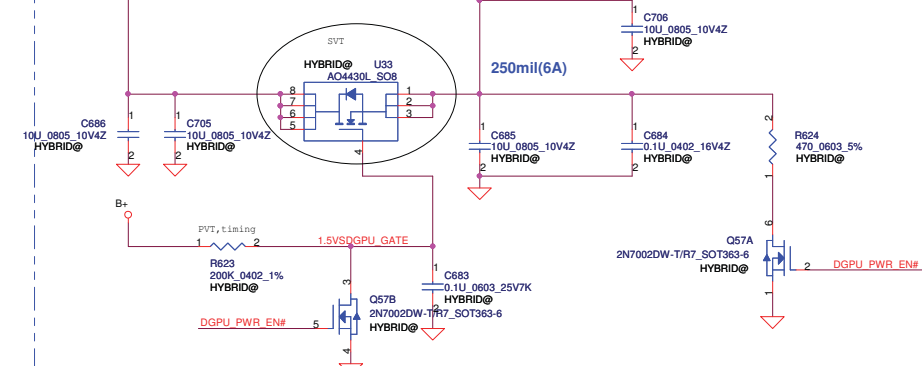 C706
10U_0805_10V4Z
HYBRID@
1
2
SVT
HYBRID@
U33
AO4430L_SO8
250mil(6A)
8
7
6
5
1
2
3
4
C686
10U_0805_10V4Z
HYBRID@
1
2
C705
10U_0805_10V4Z
HYBRID@
1
2
C685
10U_0805_10V4Z
HYBRID@
1
2
C684
0.1U_0402_16V4Z
HYBRID@
1
2
R624
470_0603_5%
HYBRID@
2
1
B+
PVT,timing
1
2
R623
200K_0402_1%
HYBRID@
1.5VSDGPU_GATE
C683
0.1U_0603_25V7K
HYBRID@
1
2
Q57B
2N7002DW-T/R7_SOT363-6
HYBRID@
3
5
4
DGPU_PWR_EN#
Q57A
2N7002DW-T/R7_SOT363-6
HYBRID@
6
2
1
DGPU_PWR_EN#